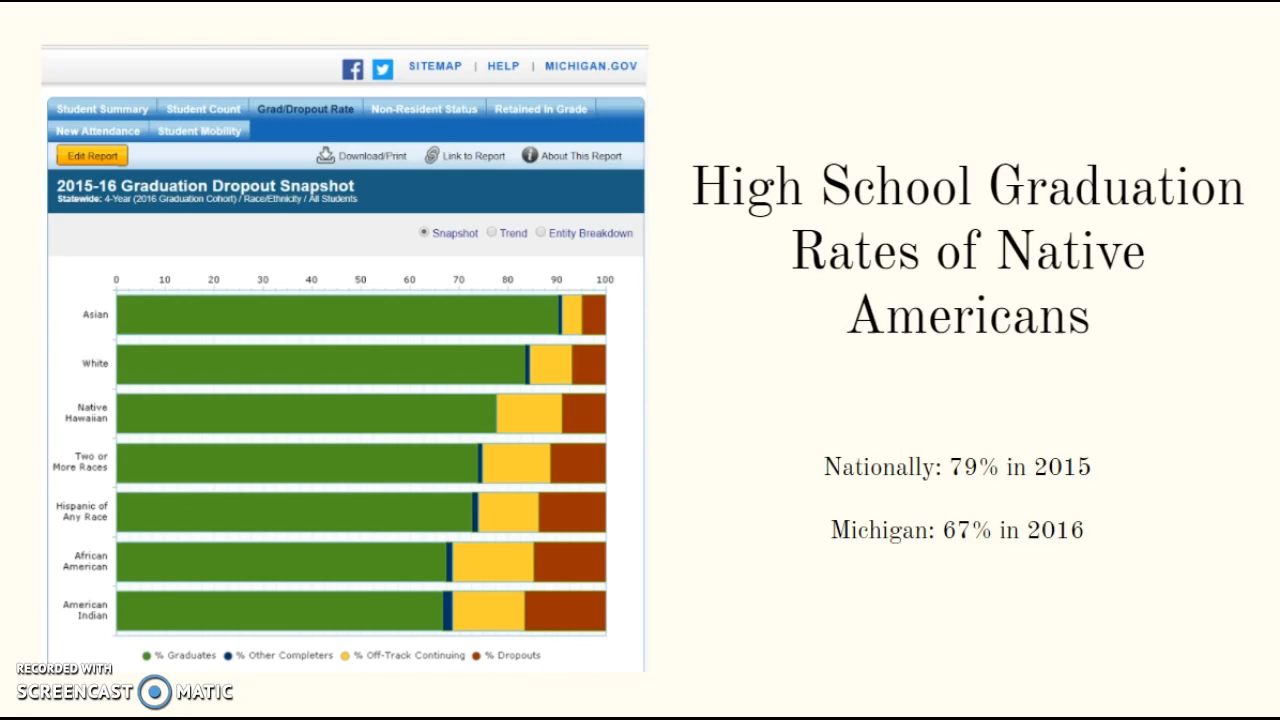 SITEMAP | HELP | MICHIGAN.GOV
Student Summary Student Count Grad/Dropout Rate Non-Resident Status Retained In Grade
New Attendance Student Mobility
Edit Report Download/Print Link to Report About This Report
2015-16 Graduation Dropout Snapshot
Statewide: 4-Year (2016 Graduation Cohort) / Race/Ethnicity / All Students
Snapshot Trend Entity Breakdown
0 10 20 30 40 50 60 70 80 90 100
Asian
White
Native
Hawaiian
Two or
More Races
Hispanic of
Any Race
African
American
American
Indian
% Graduates % Other Completers % Off-Track Continuing % Dropouts
High School Graduation
Rates of Native
Americans
Nationally: 79% in 2015
Michigan: 67% in 2016
RECORDED WITH
SCREENCAST MATIC